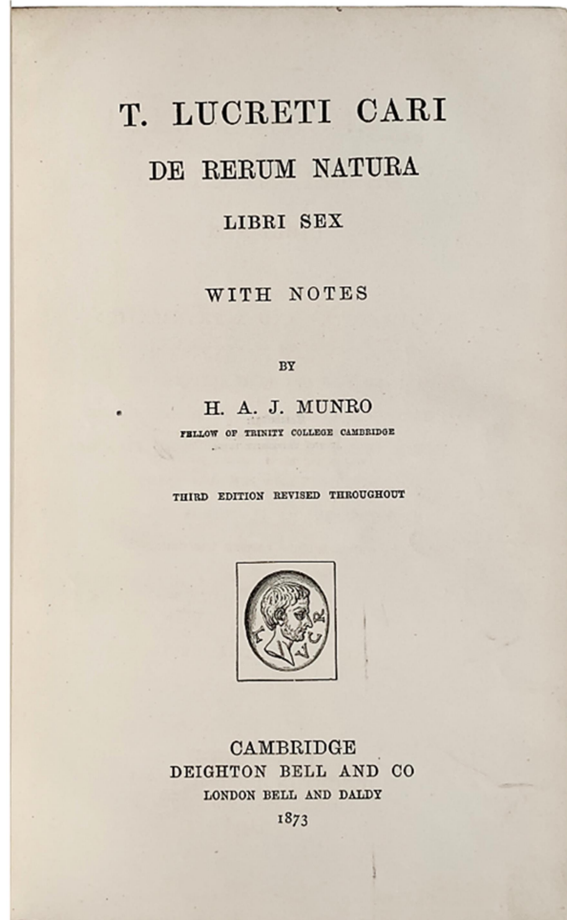 T. LUCRETI CARI
DE RERUM NATURA
LIBRI SEX
WITH NOTES
BY
H. A. J. MUNRO
FELLOW OF TRINITY COLLEGE CAMBRIDGE
THIRD EDITION REVISED THROUGHOUT
L VCR
CAMBRIDGE
DEIGHTON BELL AND CO
LONDON BELL AND DALDY
1873